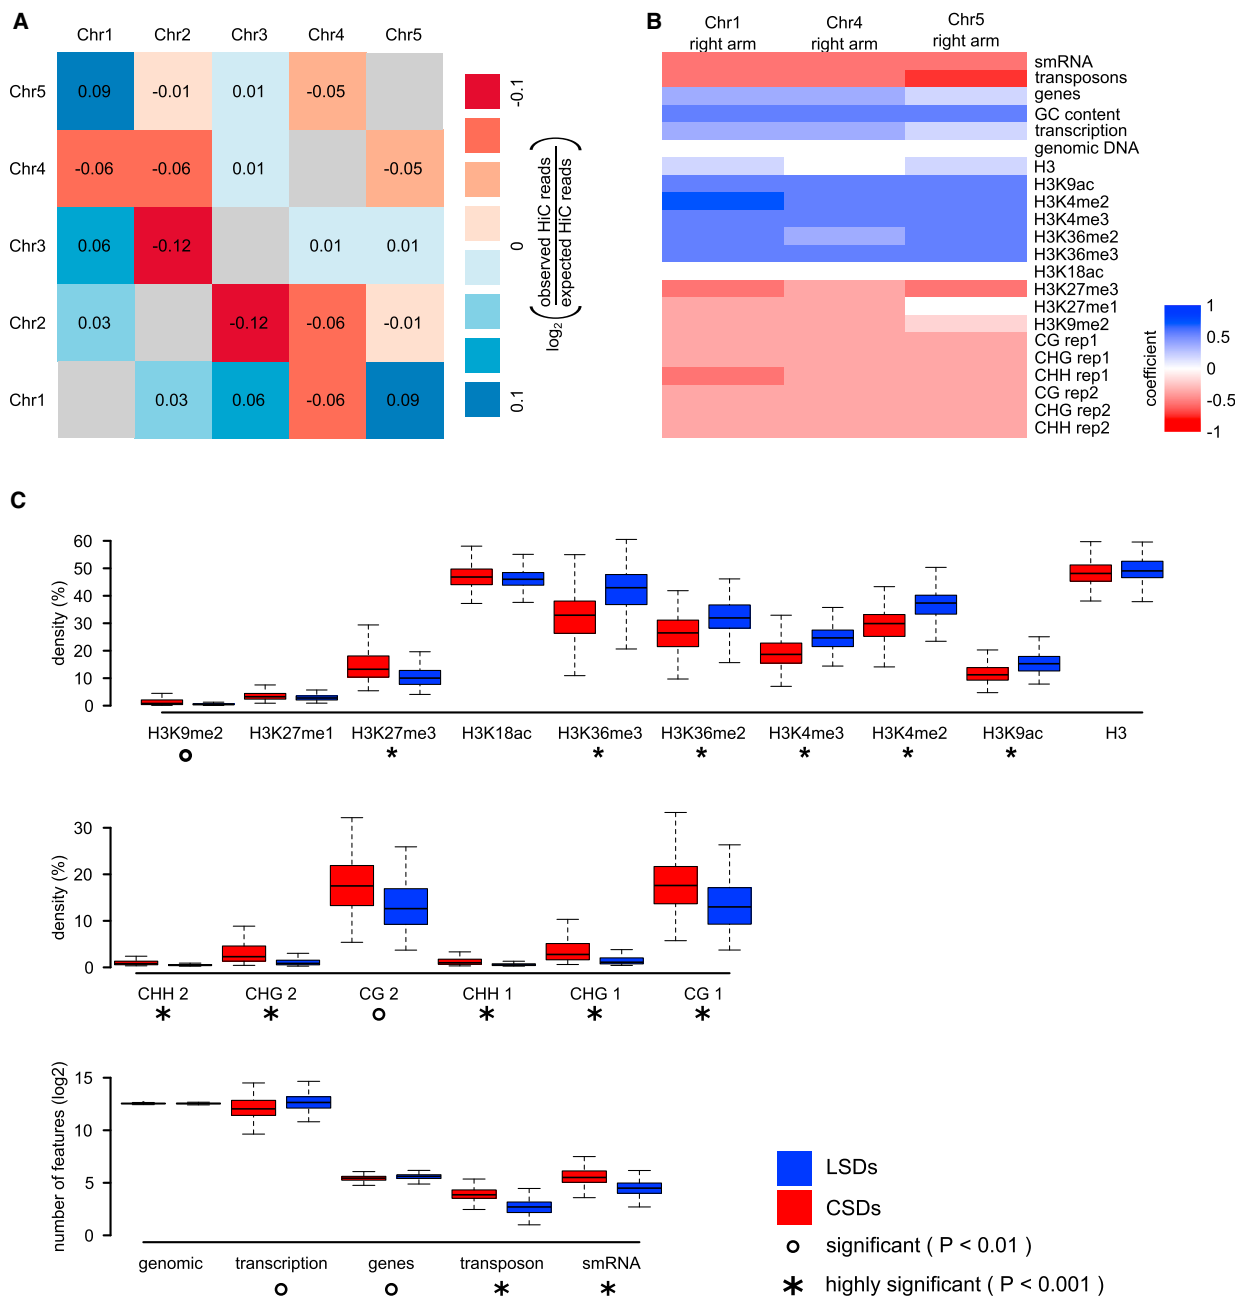 A
Chr1 Chr2 Chr3 Chr4 Chr5
Chr5 0.09 -0.01 0.01 -0.05
Chr4 -0.06 -0.06 0.01 -0.05
Chr3 0.06 -0.12 0.01 0.01
Chr2 0.03 -0.12 -0.06 -0.01
Chr1 0.03 0.06 -0.06 0.09
-0.1
0
0.1
log2 ( observed HiC reads
expected HiC reads )
B
Chr1 Chr4 Chr5
right arm right arm right arm
smRNA
transposons
genes
GC content
transcription
genomic DNA
H3
H3K9ac
H3K4me2
H3K4me3
H3K36me2
H3K36me3
H3K18ac
H3K27me3
H3K27me1
H3K9me2
CG rep1
CHG rep1
CHH rep1
CG rep2
CHG rep2
CHH rep2
coefficient
1
0.5
0
-0.5
-1
C
density (%)
60
50
40
30
20
10
0
H3K9me2 H3K27me1 H3K27me3 H3K18ac H3K36me3 H3K36me2 H3K4me3 H3K4me2 H3K9ac H3
* * * * * *
density (%)
30
20
10
0
CHH 2 CHG 2 CG 2 CHH 1 CHG 1 CG 1
* * * * *
number of features (log2)
15
10
5
0
genomic transcription genes transposon smRNA
* *
LSDs
CSDs
significant ( P < 0.01 )
* highly significant ( P < 0.001 )